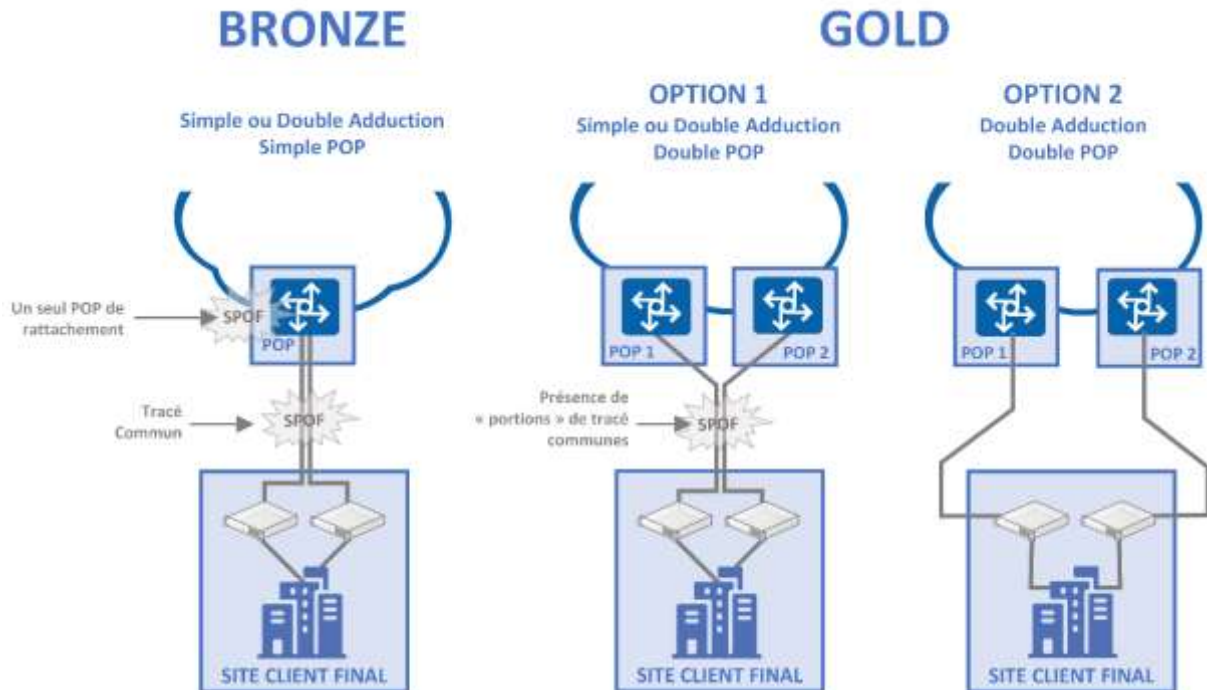 BRONZE
Simple ou Double Adduction
Simple POP
Un seul POP de
rattachement
SPOF
POP
Tracé
Commun
SPOF
SITE CLIENT FINAL
GOLD
OPTION 1
Simple ou Double Adduction
Double POP
POP 1
POP 2
Présence de
« portions » de tracé
communes
SPOF
SITE CLIENT FINAL
OPTION 2
Double Adduction
Double POP
POP 1
POP 2
SITE CLIENT FINAL